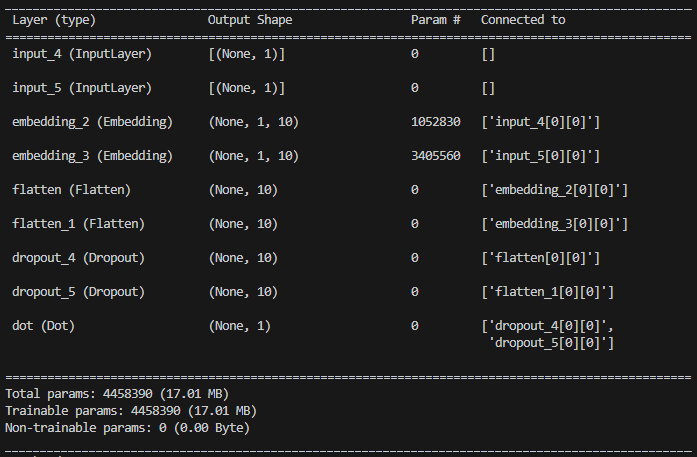 Layer (type) Output Shape Param # Connected to
input_4 (InputLayer) [(None, 1)] 0 []
input_5 (InputLayer) [(None, 1)] 0 []
embedding_2 (Embedding) (None, 1, 10) 1052830 ['input_4[0][0]']
embedding_3 (Embedding) (None, 1, 10) 3405560 ['input_5[0][0]']
flatten (Flatten) (None, 10) 0 ['embedding_2[0][0]']
flatten_1 (Flatten) (None, 10) 0 ['embedding_3[0][0]']
dropout_4 (Dropout) (None, 10) 0 ['flatten[0][0]']
dropout_5 (Dropout) (None, 10) 0 ['flatten_1[0][0]']
dot (Dot) (None, 1) 0 ['dropout_4[0][0]',
'dropout_5[0][0]']
Total params: 4458390 (17.01 MB)
Trainable params: 4458390 (17.01 MB)
Non-trainable params: 0 (0.00 Byte)